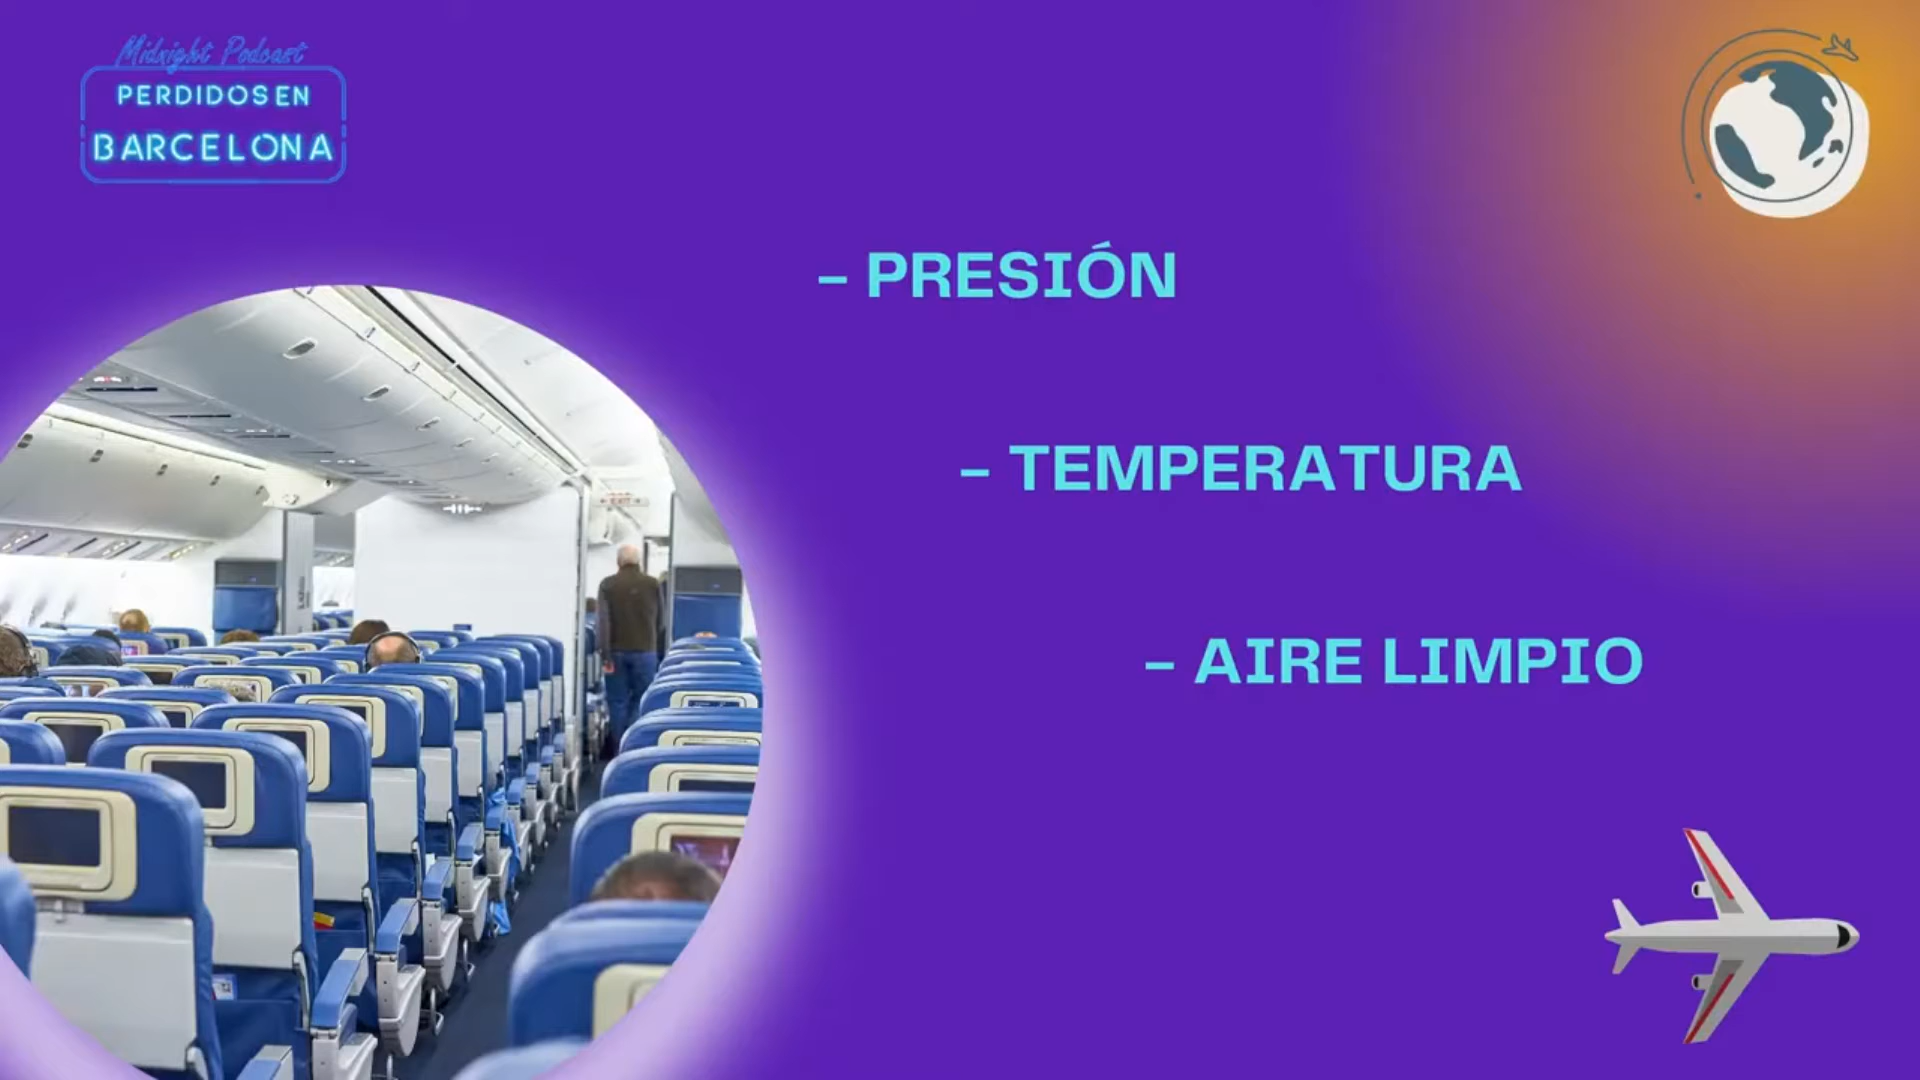 Midnight Podcast
PERDIDOS EN
BARCELONA
– PRESIÓN
– TEMPERATURA
– AIRE LIMPIO